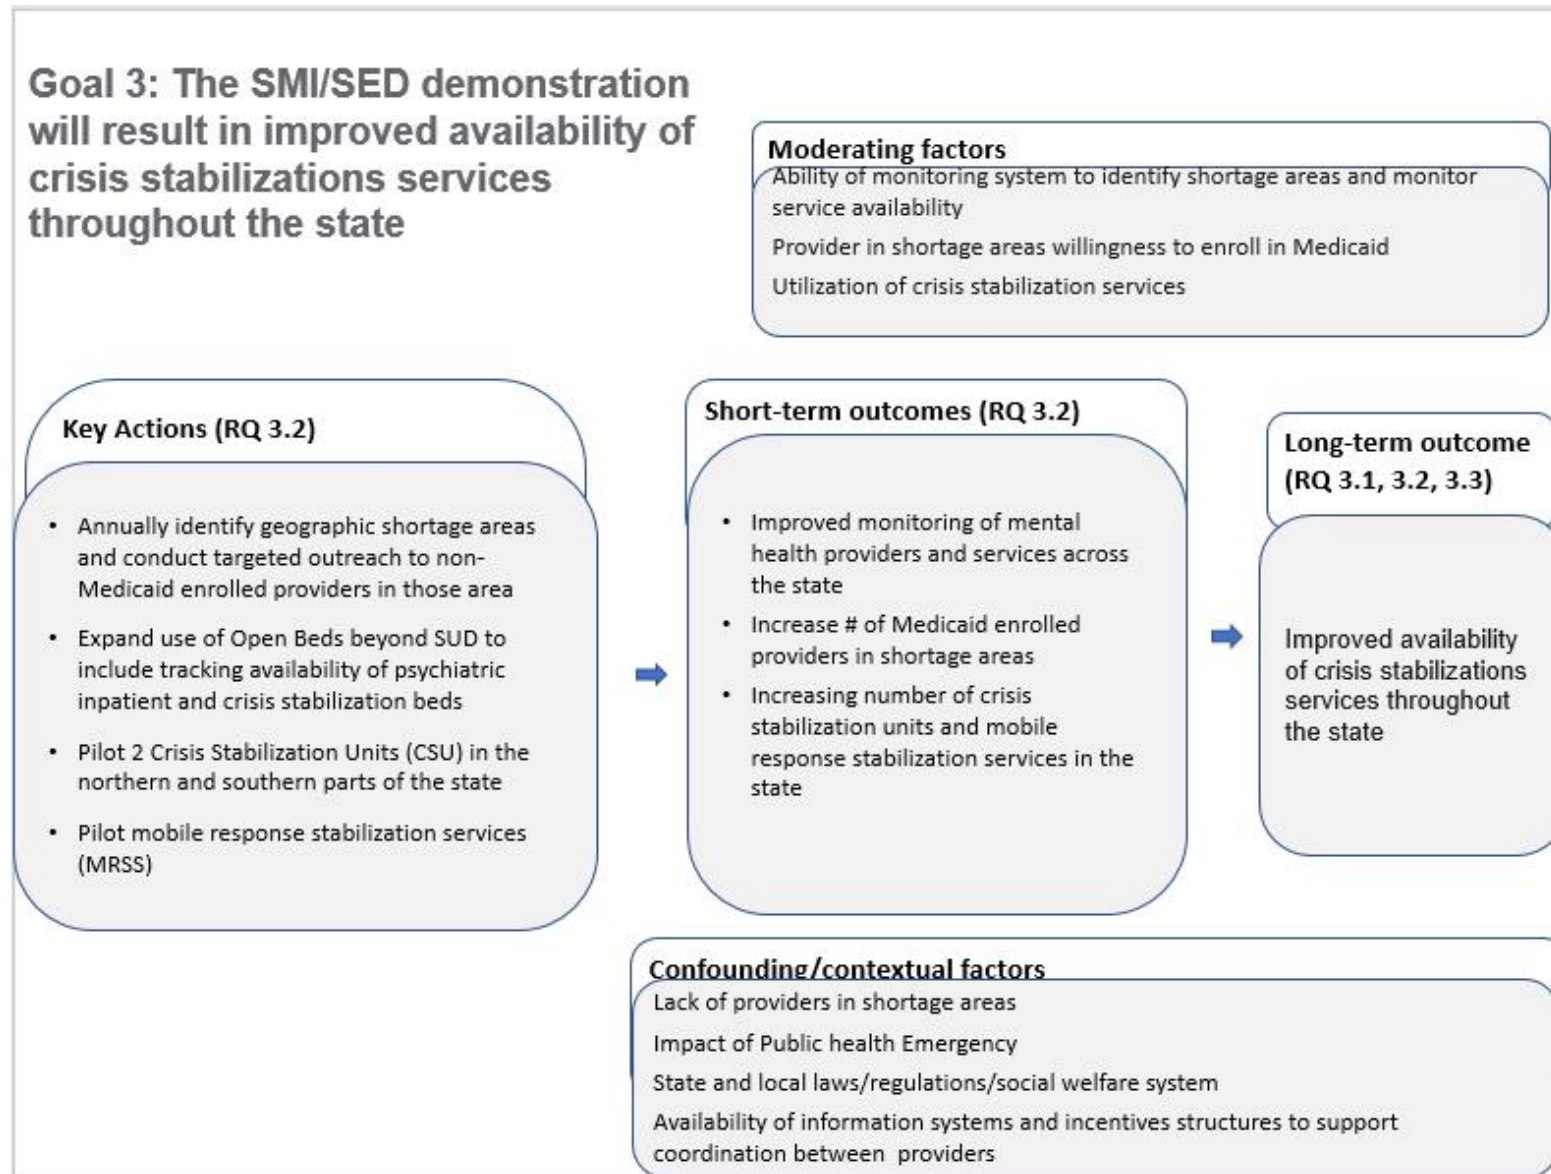 Goal 3: The SMI/SED demonstration
will result in improved availability of
crisis stabilizations services
throughout the state
Moderating factors
Ability of monitoring system to identify shortage areas and monitor
service availability
Provider in shortage areas willingness to enroll in Medicaid
Utilization of crisis stabilization services
Key Actions (RQ 3.2)
• Annually identify geographic shortage areas
and conduct targeted outreach to non-
Medicaid enrolled providers in those area
• Expand use of Open Beds beyond SUD to
include tracking availability of psychiatric
inpatient and crisis stabilization beds
• Pilot 2 Crisis Stabilization Units (CSU) in the
northern and southern parts of the state
• Pilot mobile response stabilization services
(MRSS)
Short-term outcomes (RQ 3.2)
• Improved monitoring of mental
health providers and services across
the state
• Increase # of Medicaid enrolled
providers in shortage areas
• Increasing number of crisis
stabilization units and mobile
response stabilization services in the
state
Long-term outcome
(RQ 3.1, 3.2, 3.3)
Improved availability
of crisis stabilizations
services throughout
the state
Confounding/contextual factors
Lack of providers in shortage areas
Impact of Public health Emergency
State and local laws/regulations/social welfare system
Availability of information systems and incentives structures to support
coordination between providers